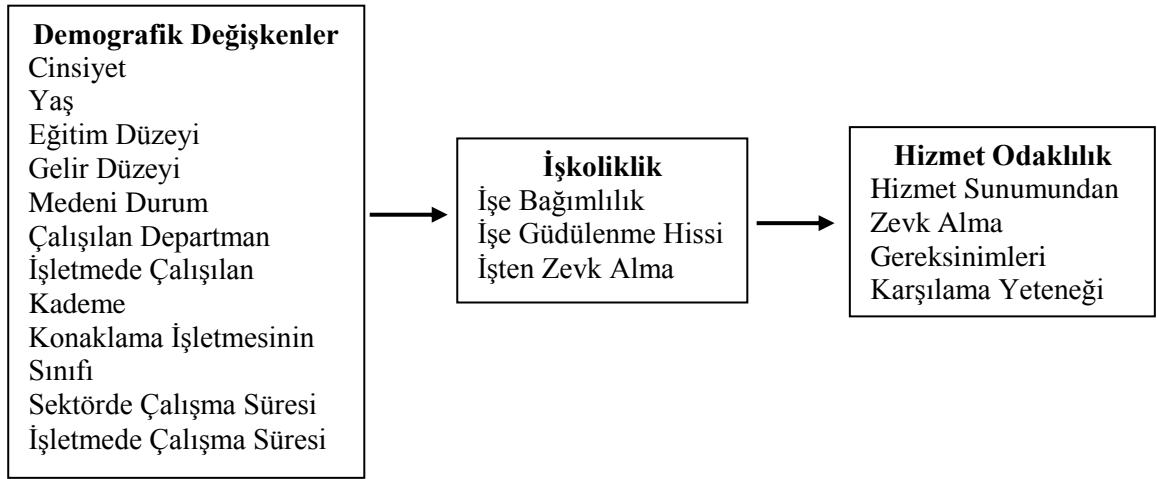 Demografik Değişkenler
Cinsiyet
Yaş
Eğitim Düzeyi
Gelir Düzeyi
Medeni Durum
Çalışılan Departman
İşletmede Çalışılan
Kademe
Konaklama İşletmesinin
Sınıfı
Sektörde Çalışma Süresi
İşletmede Çalışma Süresi
İşkoliklik
İşe Bağımlılık
İşe Güdülenme Hissi
İşten Zevk Alma
Hizmet Odaklılık
Hizmet Sunumundan
Zevk Alma
Gereksinimleri
Karşılama Yeteneği